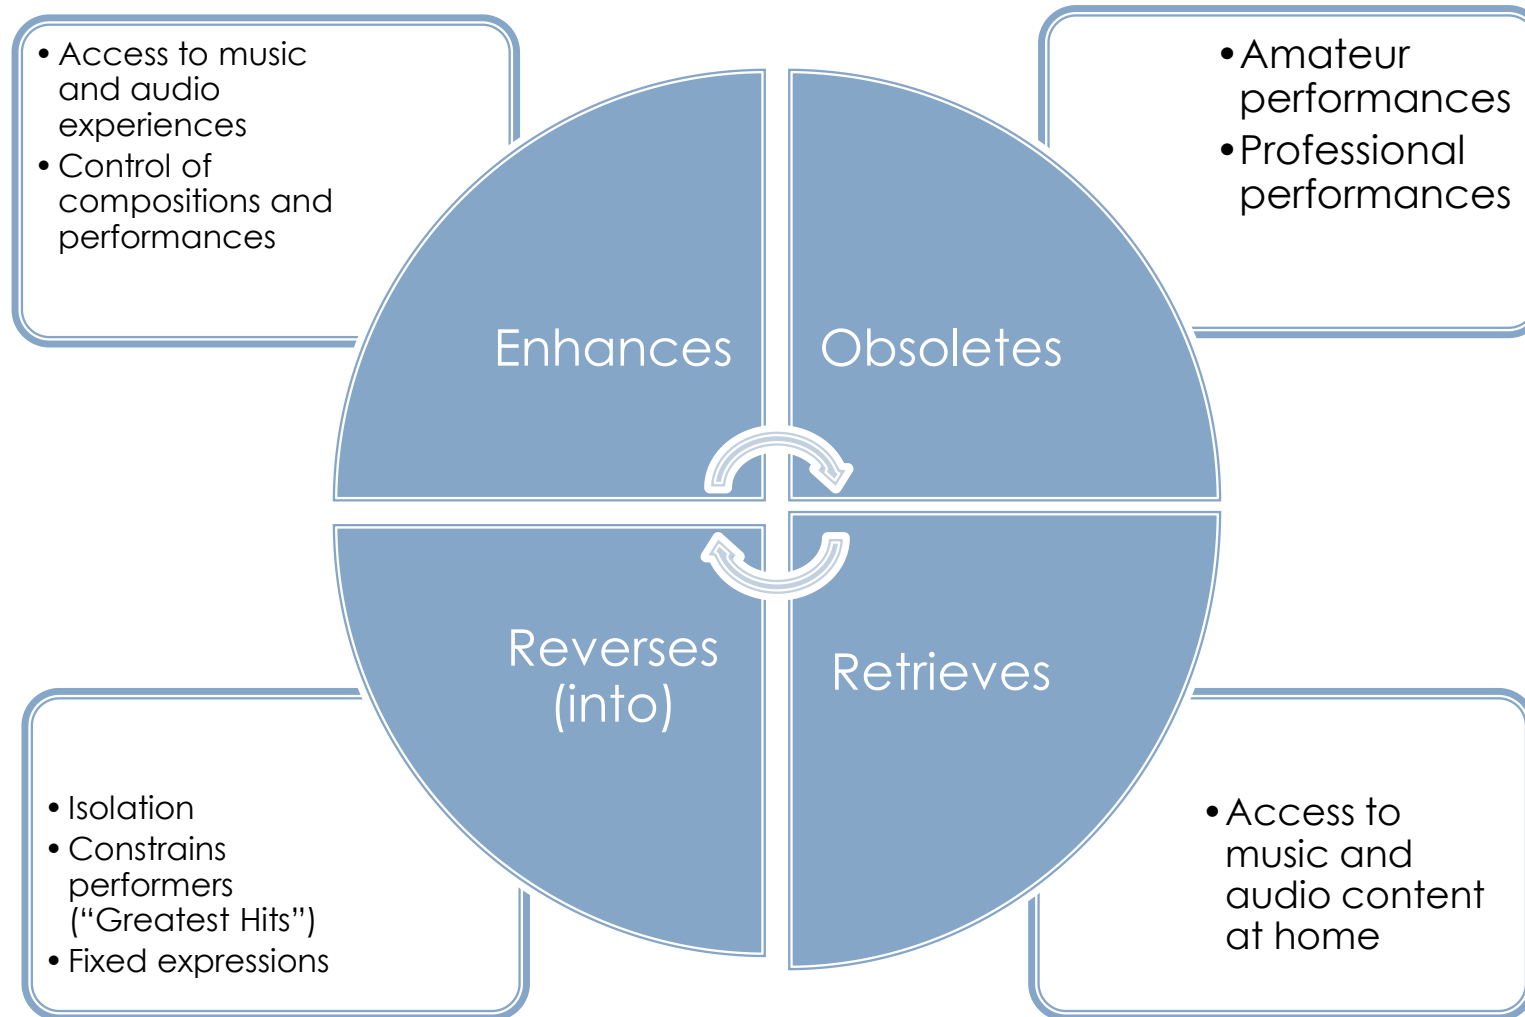 • Access to music
and audio
experiences
• Control of
compositions and
performances
• Amateur
performances
• Professional
performances
Enhances
Obsoletes
Reverses
(into)
Retrieves
• Isolation
• Constrains
performers
(“Greatest Hits”)
• Fixed expressions
• Access to
music and
audio content
at home